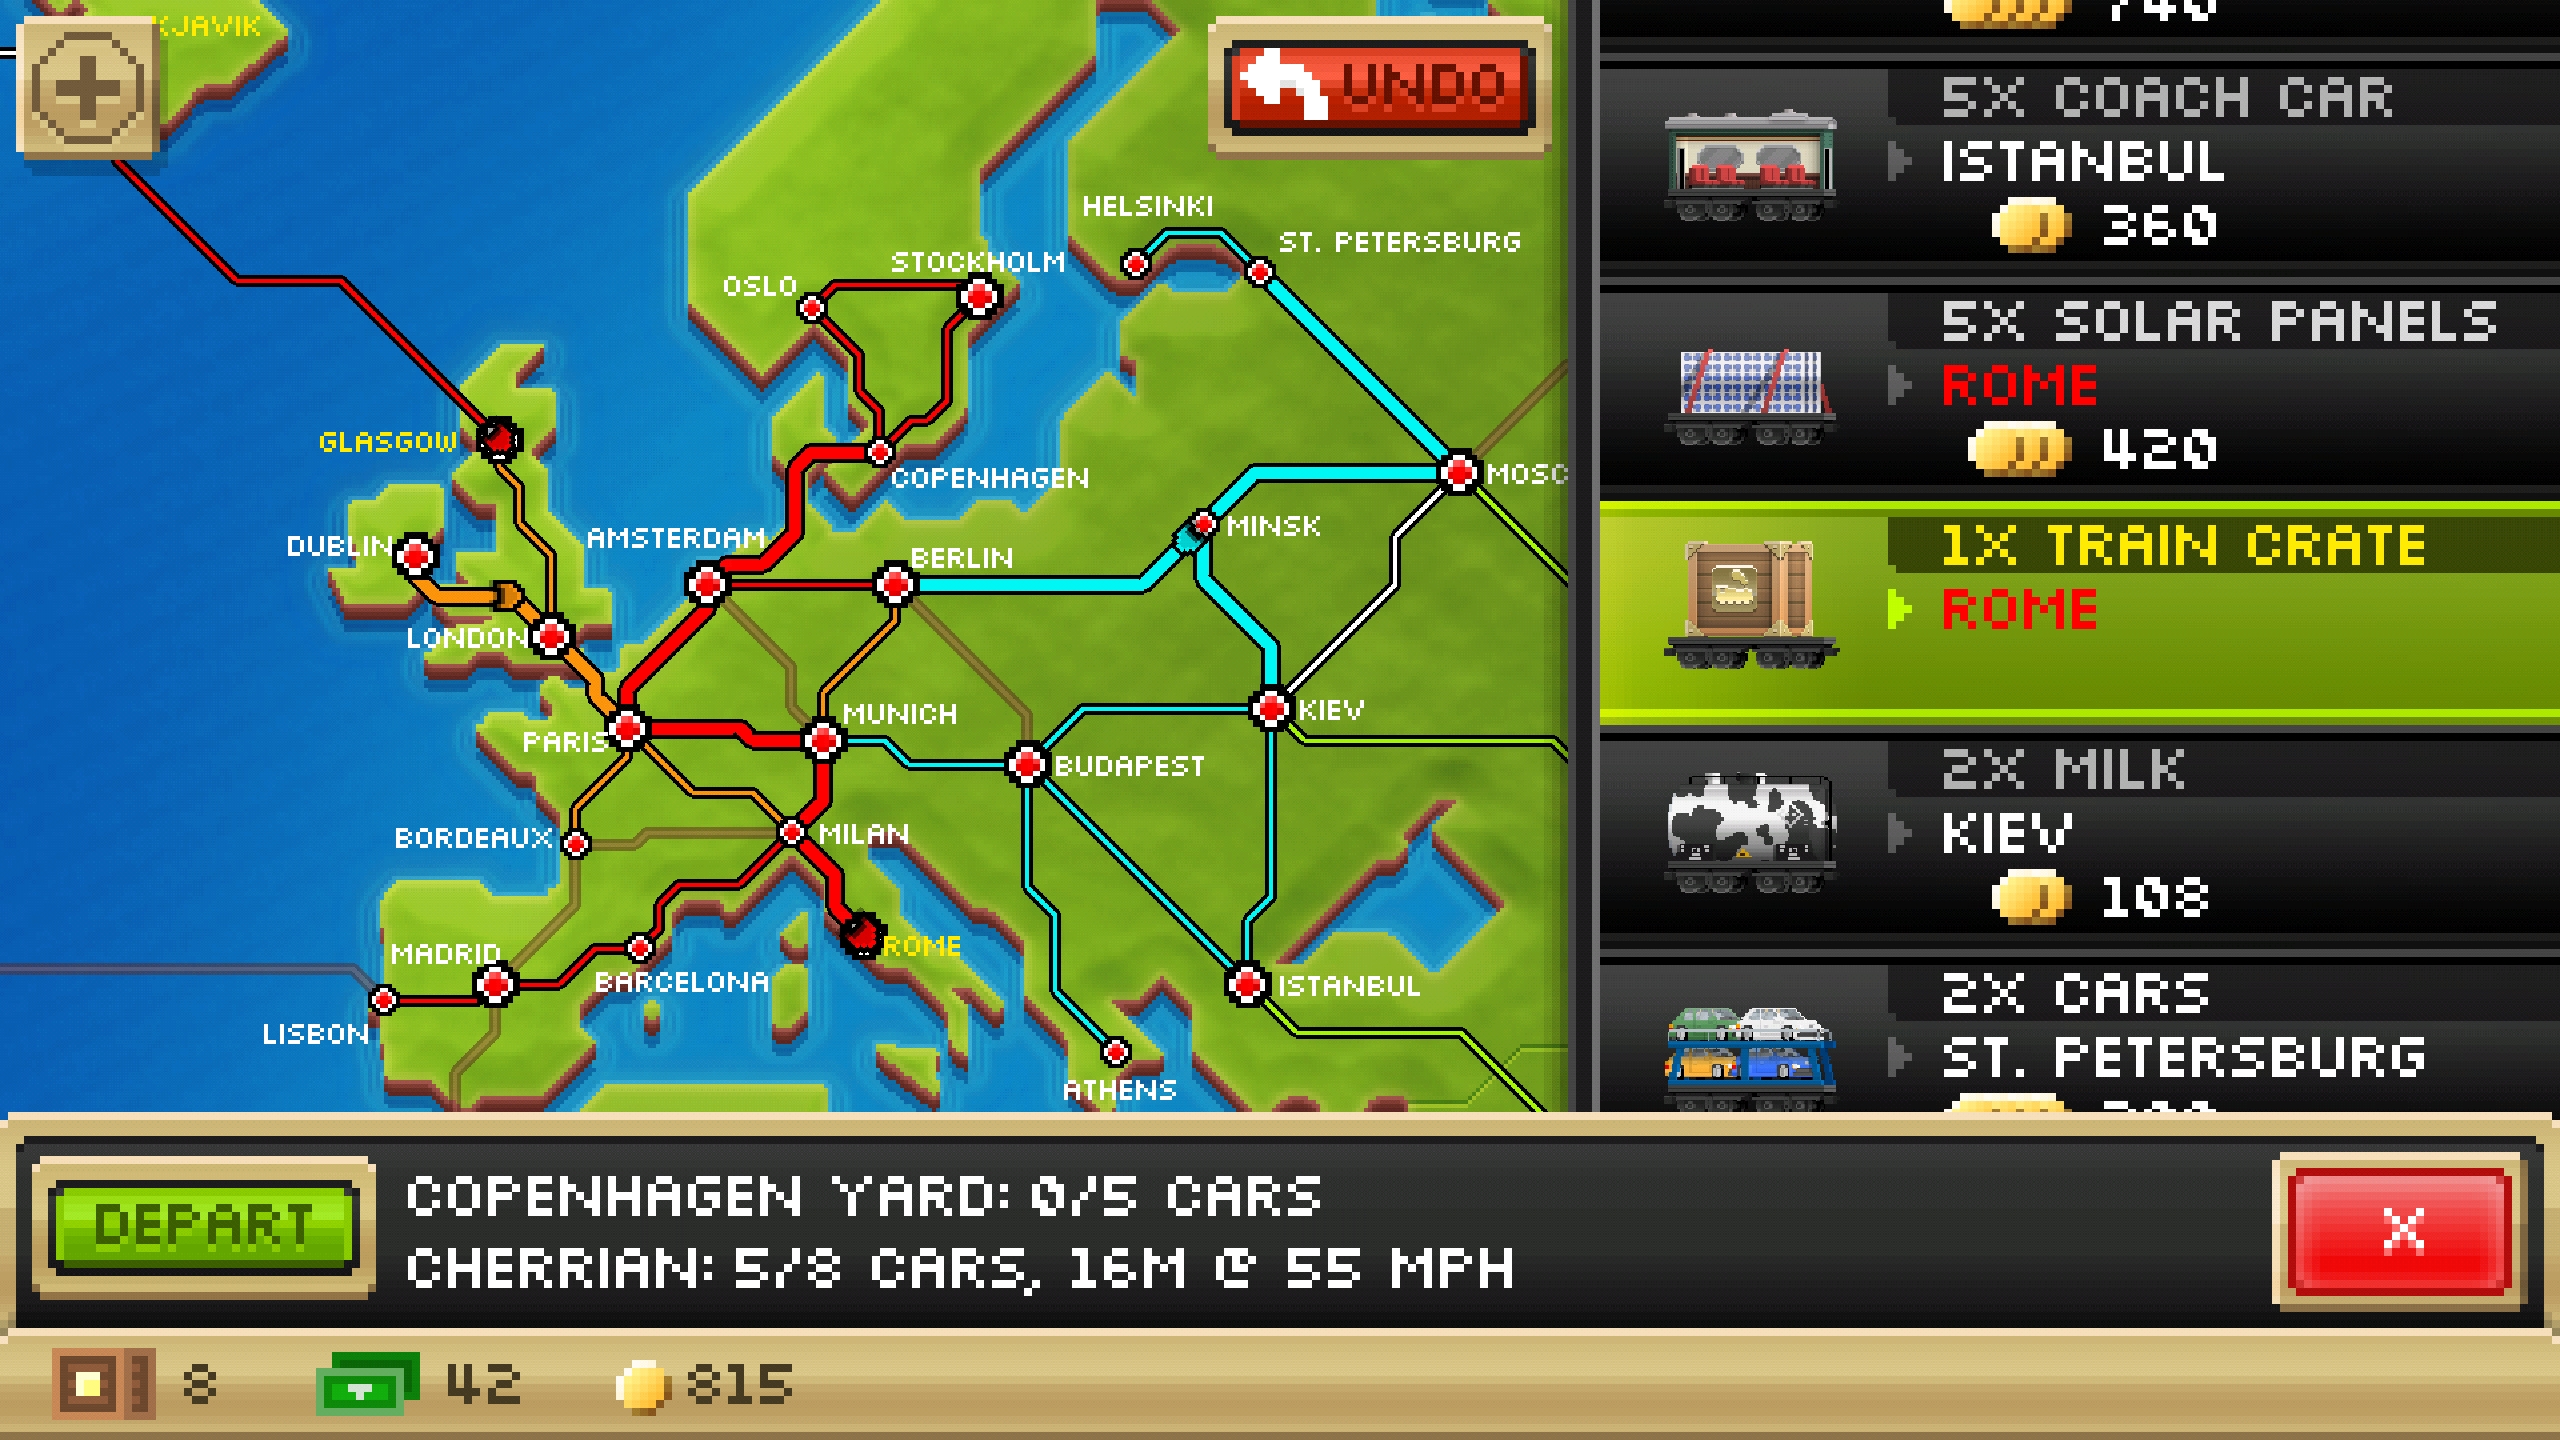 KJAVIK
UNDO
HELSINKI
ST. PETERSBURG
STOCKHOLM
OSLO
GLASGOW
COPENHAGEN
MOSC
DUBLIN
AMSTERDAM
BERLIN
MINSK
LONDON
MUNICH
KIEV
PARIS
BUDAPEST
BORDEAUX
MILAN
MADRID
ROME
BARCELONA
ISTANBUL
LISBON
ATHENS
740
5X COACH CAR
ISTANBUL
360
5X SOLAR PANELS
ROME
420
1X TRAIN CRATE
ROME
2X MILK
KIEV
108
2X CARS
ST. PETERSBURG
DEPART
COPENHAGEN YARD: 0/5 CARS
CHERRIAN: 5/8 CARS, 16M @ 55 MPH
X
8
42
815